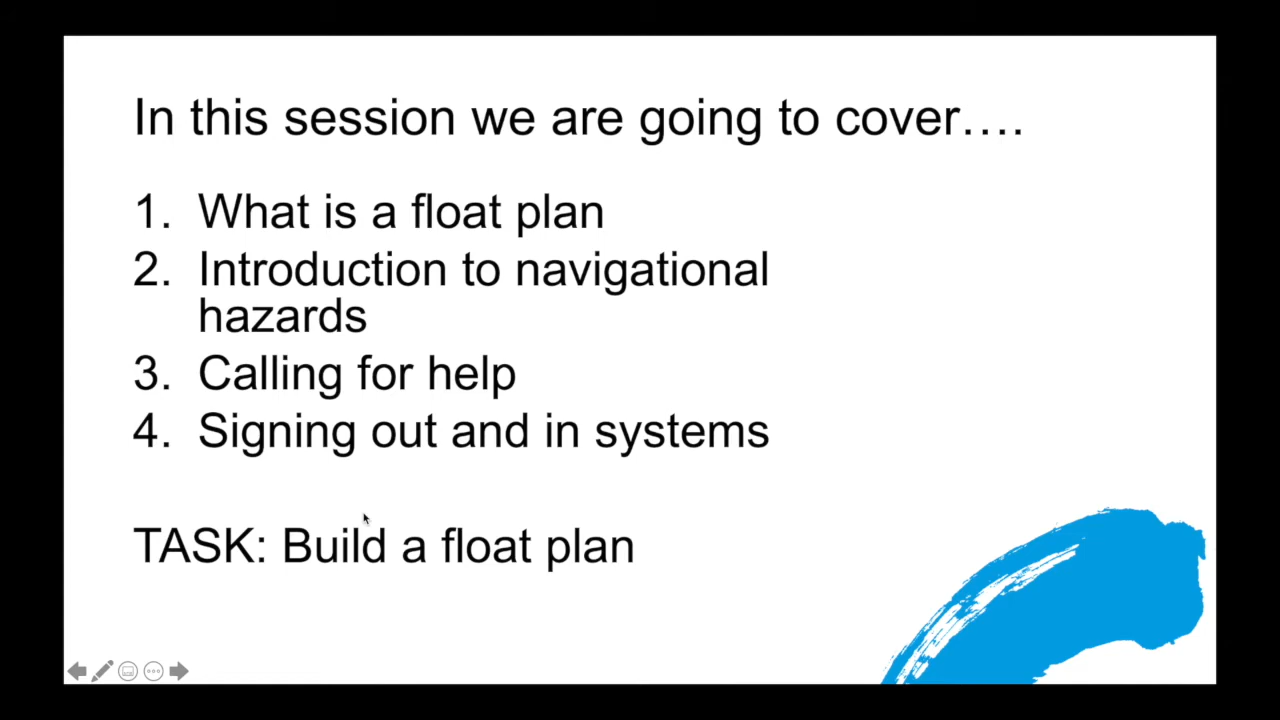 In this session we are going to cover….
1. What is a float plan
2. Introduction to navigational
hazards
3. Calling for help
4. Signing out and in systems
TASK: Build a float plan